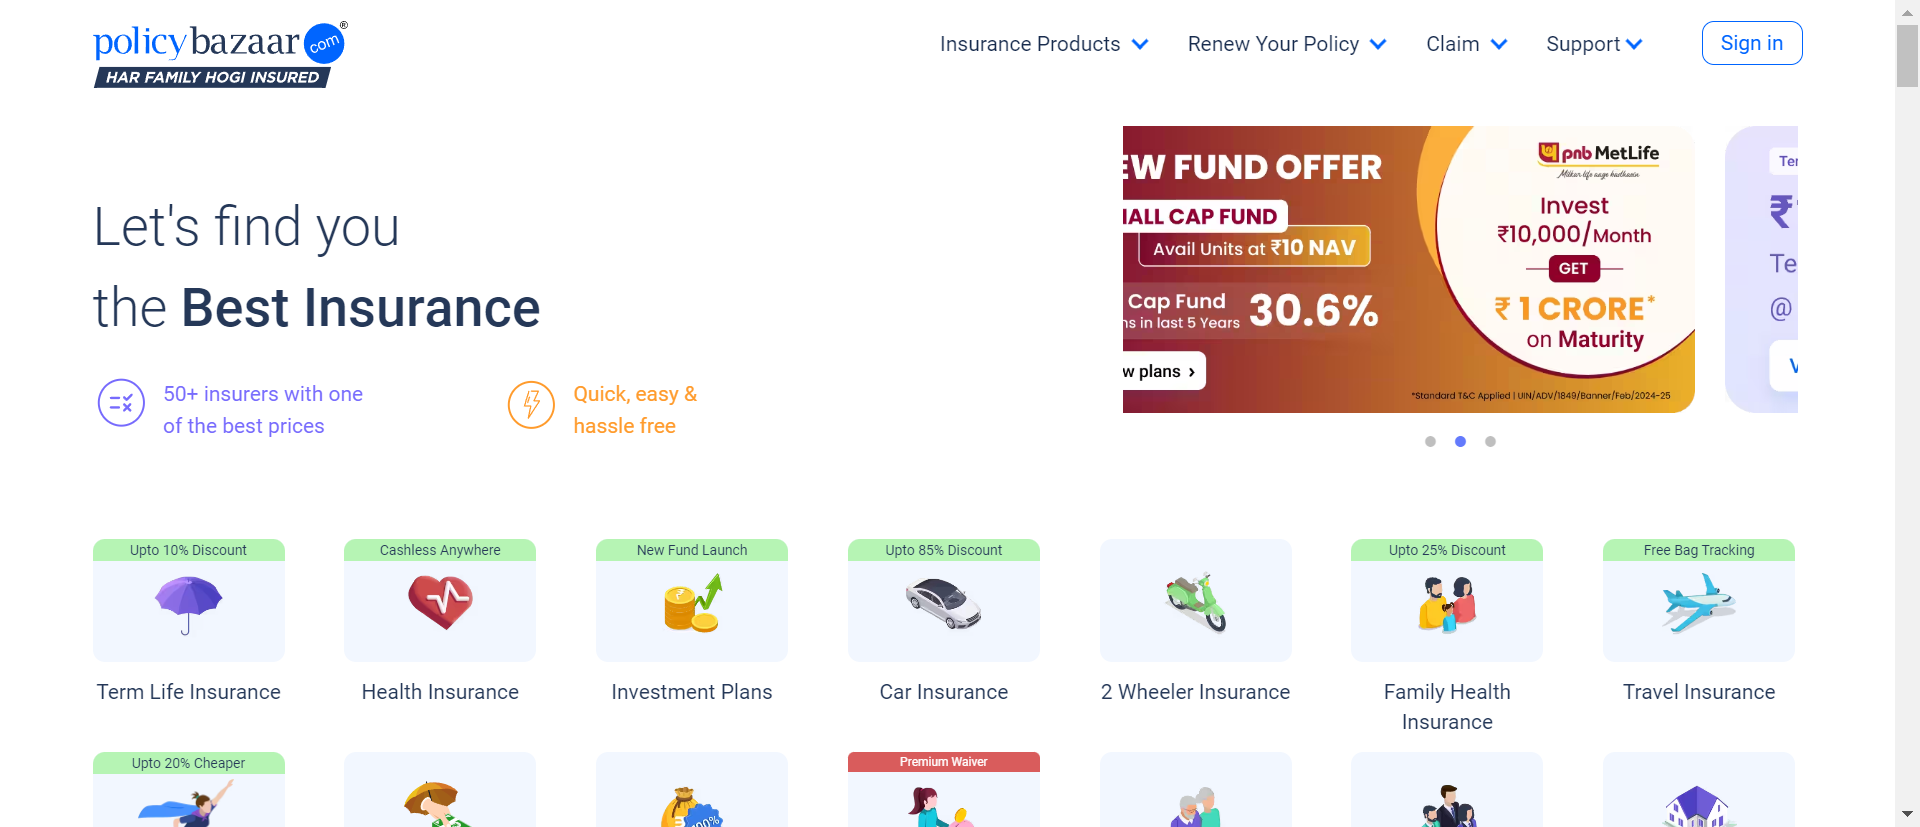 policybazaar com ®
HAR FAMILY HOGI INSURED
Insurance Products
Renew Your Policy
Claim
Support
Sign in
Let's find you
the Best Insurance
50+ insurers with one
of the best prices
Quick, easy &
hassle free
EW FUND OFFER
ALL CAP FUND
Avail Units at ₹10 NAV
Cap Fund
ns in last 5 Years
30.6%
w plans ›
pnb MetLife
Milkar life aage badhaein
Invest
₹10,000/Month
GET
₹ 1 CRORE*
on Maturity
*Standard T&C Applied | UIN/ADV/1849/Banner/Feb/2024-25
Ter
₹
Te
@
V
Upto 10% Discount
Term Life Insurance
Cashless Anywhere
Health Insurance
New Fund Launch
Investment Plans
Upto 85% Discount
Car Insurance
2 Wheeler Insurance
Upto 25% Discount
Family Health
Insurance
Free Bag Tracking
Travel Insurance
Upto 20% Cheaper
100%
Premium Waiver